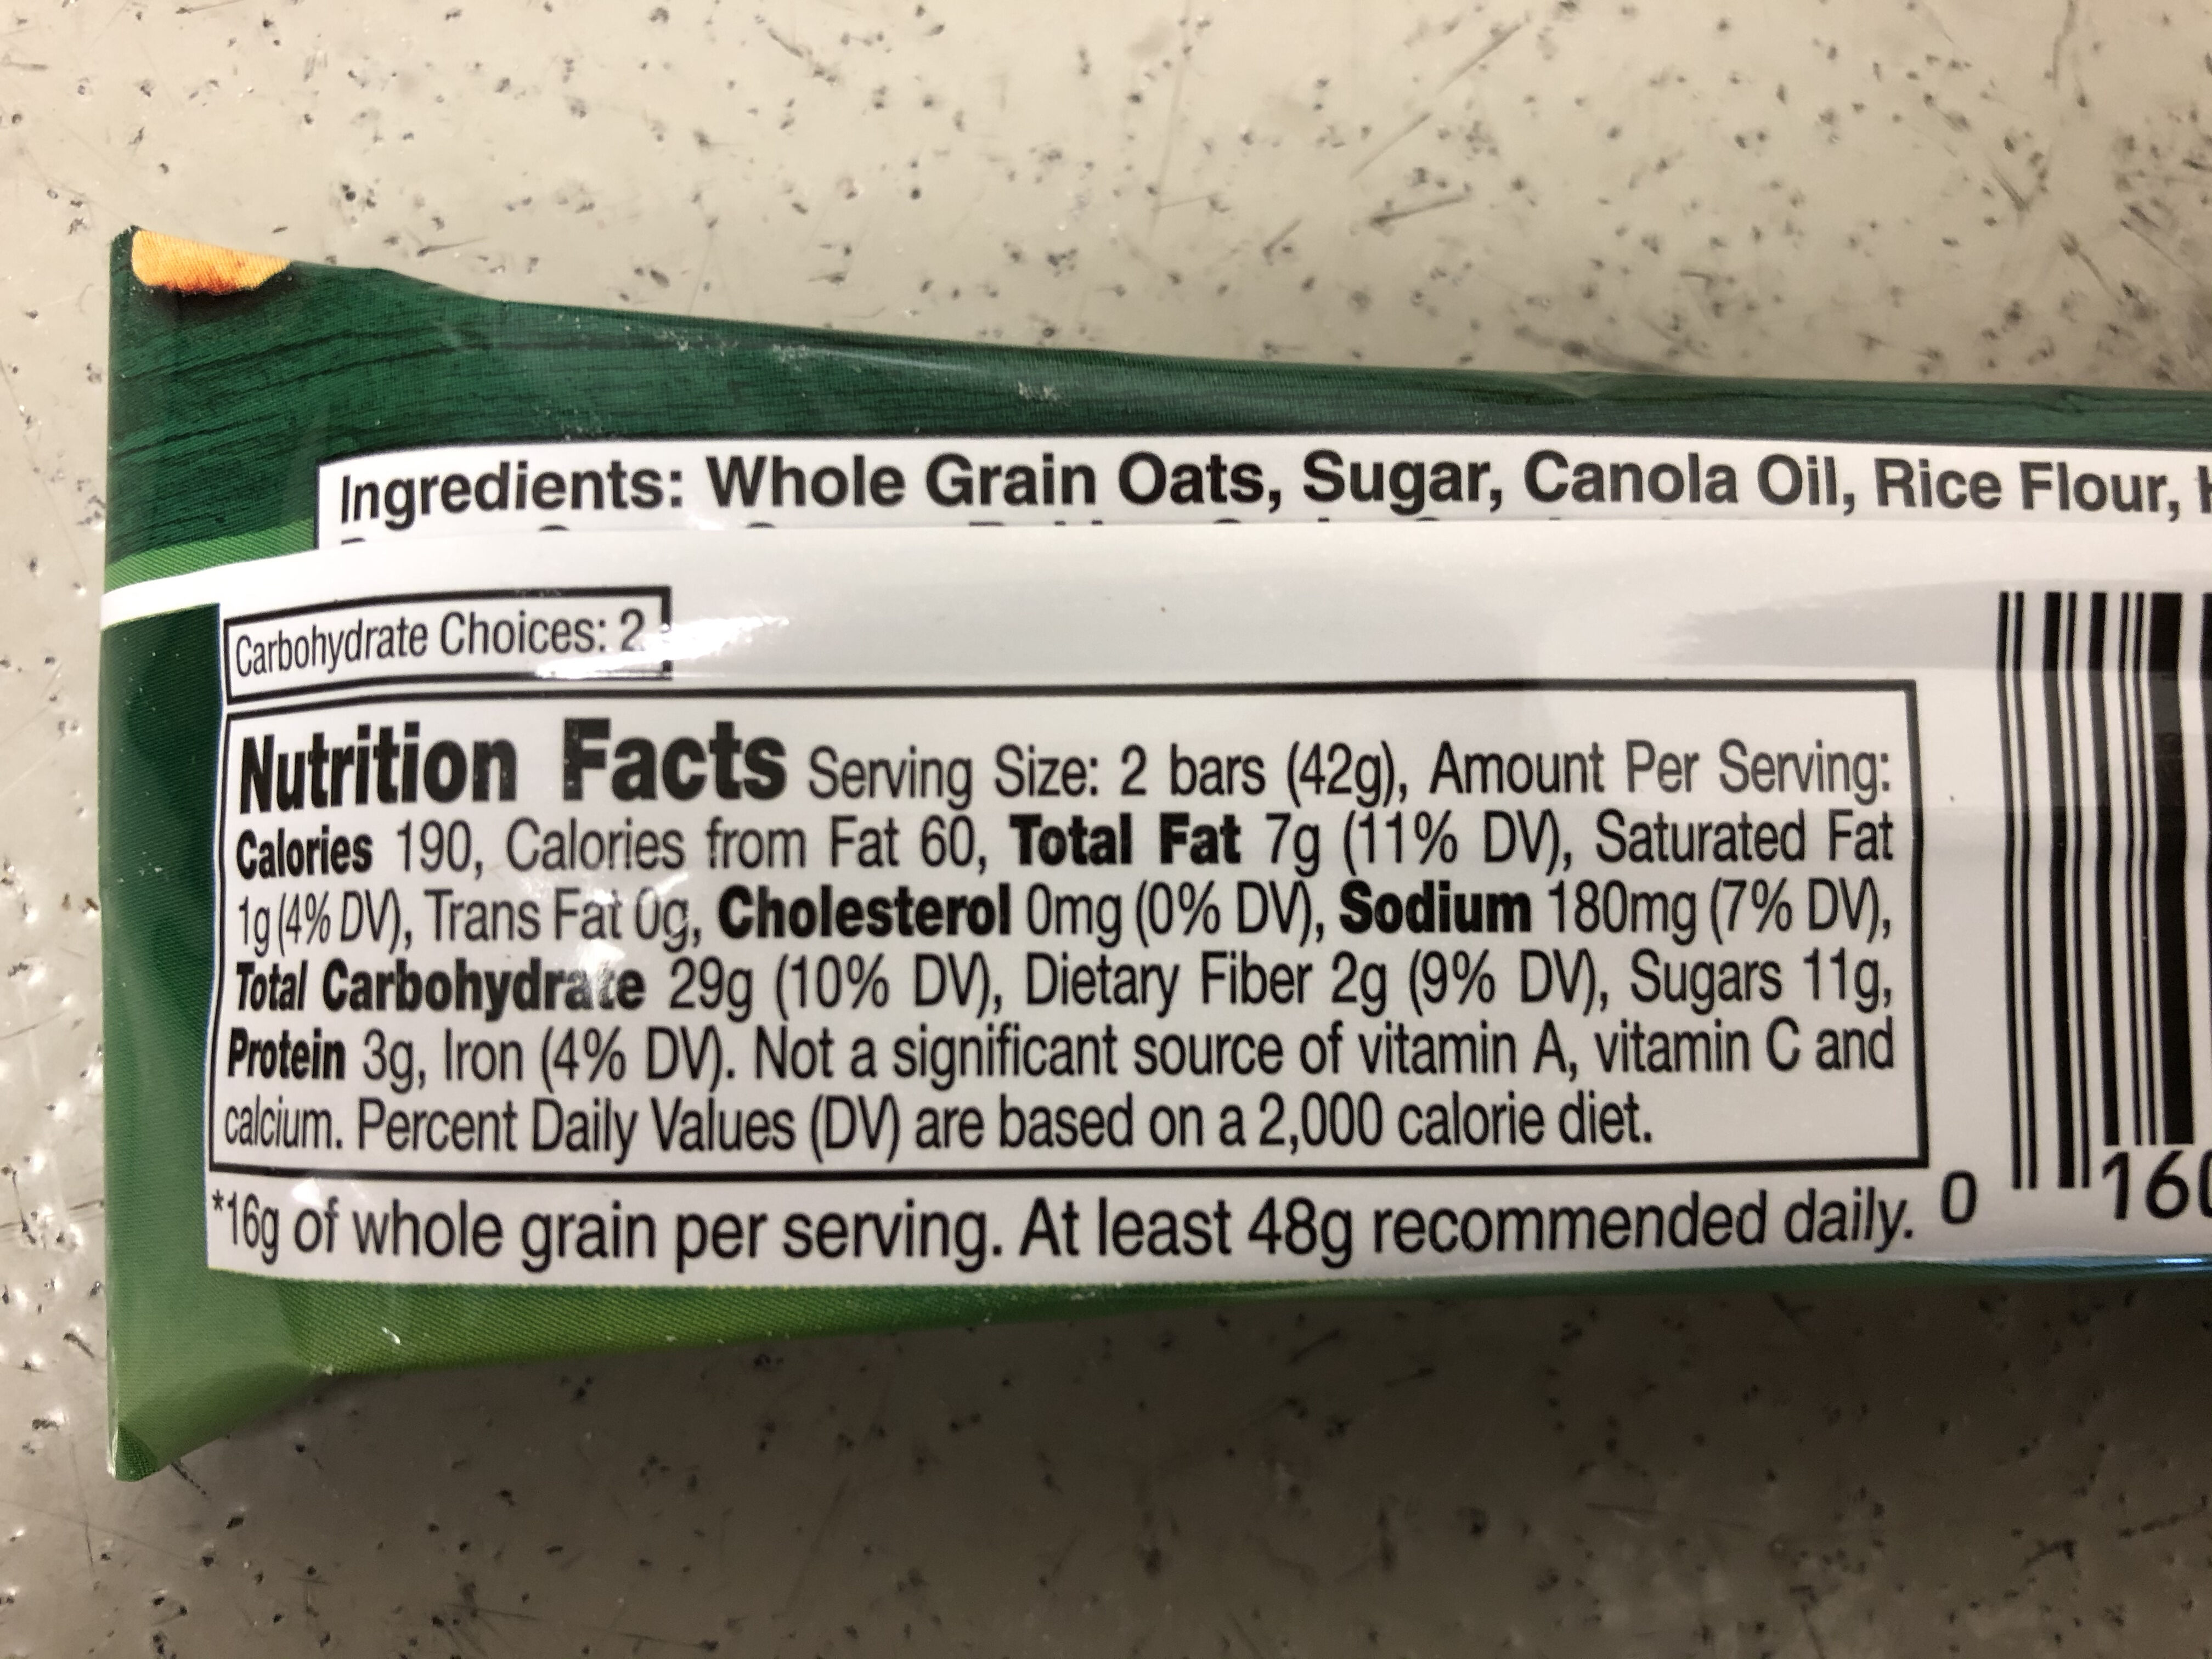 Ingredients: Whole Grain Oats, Sugar, Canola Oil, Rice Flour,
Carbohydrate Choices: 2
Nutrition Facts Serving Size: 2 bars (42g), Amount Per Serving:
Calories 190, Calories from Fat 60, Total Fat 7g (11% DV), Saturated Fat
1g (4% DV), Trans Fat 0g, Cholesterol 0mg (0% DV), Sodium 180mg (7% DV),
Total Carbohydrate 29g (10% DV), Dietary Fiber 2g (9% DV), Sugars 11g,
Protein 3g, Iron (4% DV). Not a significant source of vitamin A, vitamin C and
calcium. Percent Daily Values (DV) are based on a 2,000 calorie diet.
*16g of whole grain per serving. At least 48g recommended daily.
0 16